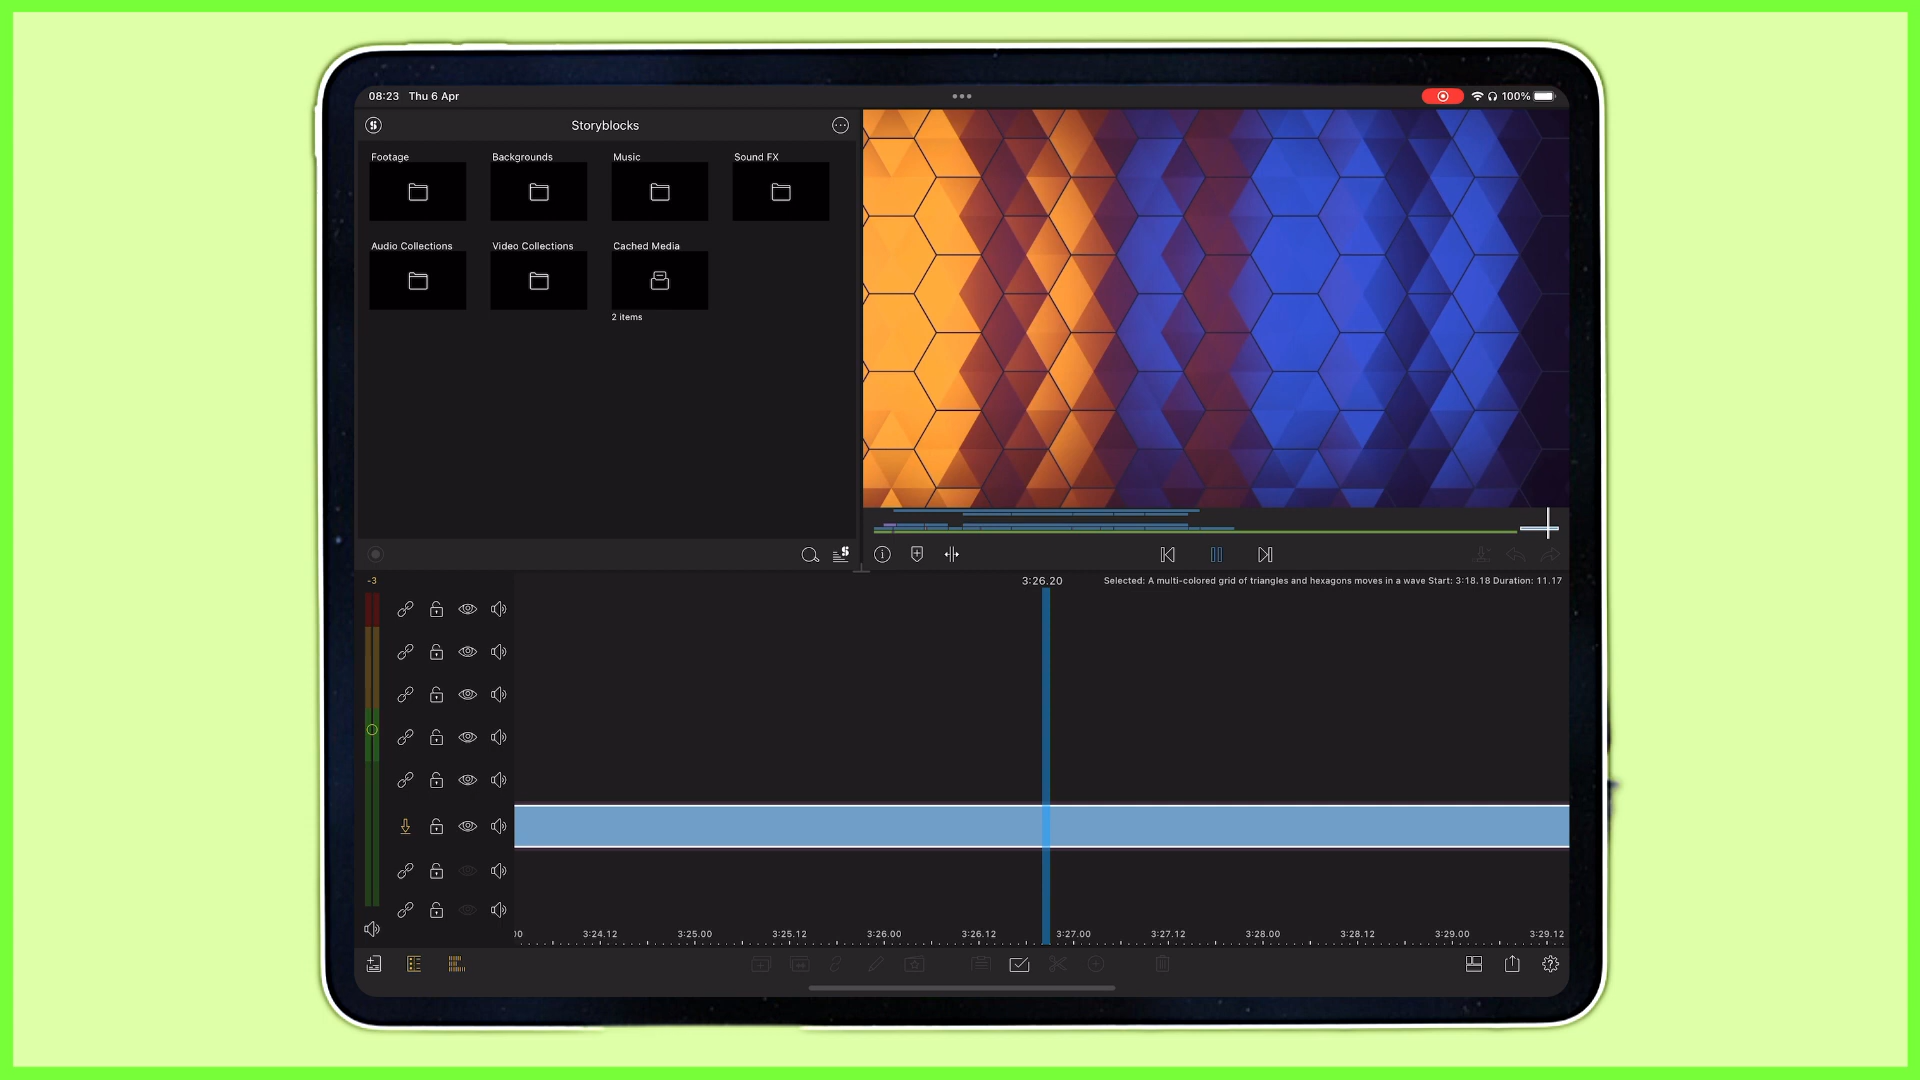 08:23 Thu 6 Apr
100%
Storyblocks
Footage
Backgrounds
Music
Sound FX
Audio Collections
Video Collections
Cached Media
2 items
-3
3:26.20
Selected: A multi-colored grid of triangles and hexagons moves in a wave Start: 3:18.18 Duration: 11.17
00 3:24.12 3:25.00 3:25.12 3:26.00 3:26.12 3:27.00 3:27.12 3:28.00 3:28.12 3:29.00 3:29.12